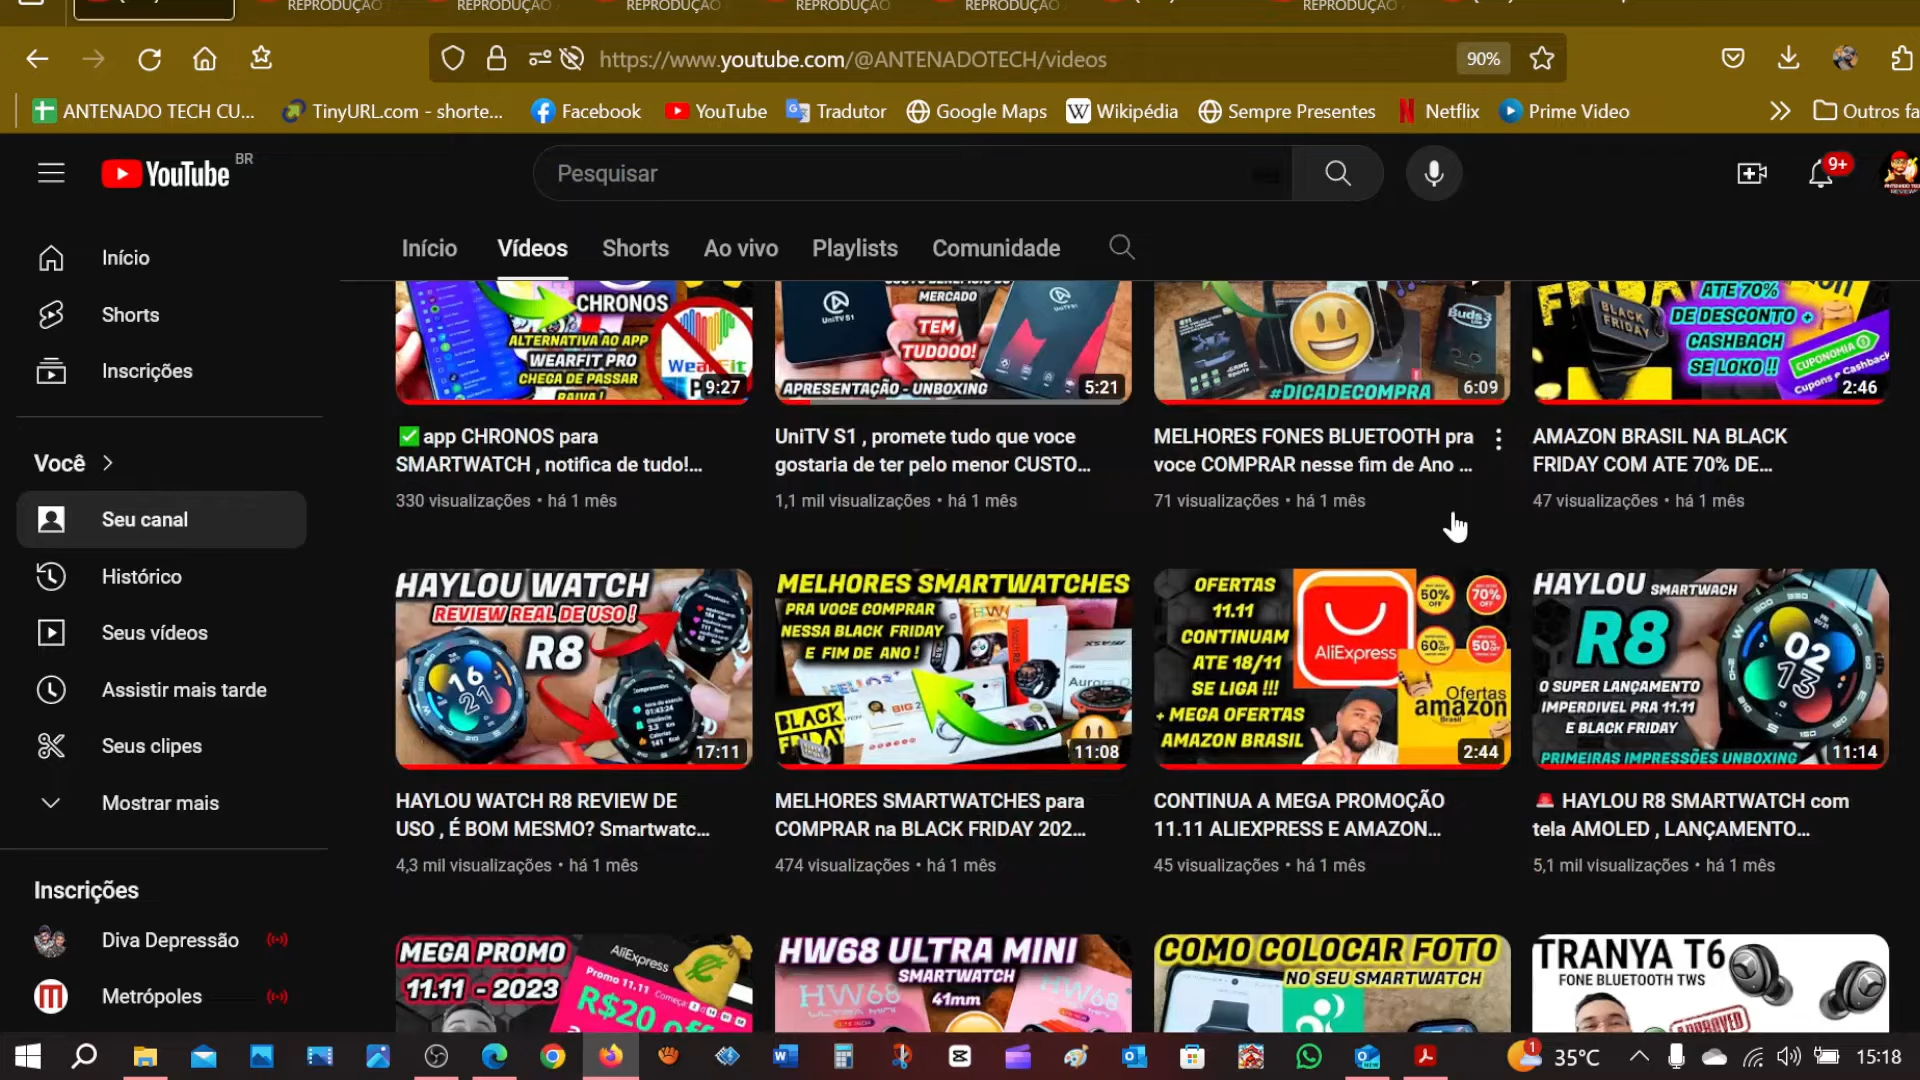 REPRODUÇÃO
REPRODUÇÃO
REPRODUÇÃO
REPRODUÇÃO
REPRODUÇÃO
REPRODUÇÃO
https://www.youtube.com/@ANTENADOTECH/videos
90%
ANTENADO TECH CU...
TinyURL.com - shorte...
Facebook
YouTube
Tradutor
Google Maps
Wikipédia
Sempre Presentes
Netflix
Prime Video
Outros fa
YouTube BR
Pesquisar
9+
Início
Vídeos
Shorts
Ao vivo
Playlists
Comunidade
Início
Shorts
Inscrições
Você
Seu canal
Histórico
Seus vídeos
Assistir mais tarde
Seus clipes
Mostrar mais
Inscrições
Diva Depressão
Metrópoles
CHRONOS
ALTERNATIVA AO APP
WEARFIT PRO
CHEGA DE PASSAR
RAIVA !
9:27
✅ app CHRONOS para
SMARTWATCH , notifica de tudo!...
330 visualizações • há 1 mês
MERCADO
UniTV S1
TEM
TUDOOO!
APRESENTAÇÃO - UNBOXING
5:21
UniTV S1 , promete tudo que voce
gostaria de ter pelo menor CUSTO...
1,1 mil visualizações • há 1 mês
Buds3
#DICADECOMPRA
6:09
MELHORES FONES BLUETOOTH pra
voce COMPRAR nesse fim de Ano ...
71 visualizações • há 1 mês
BLACK
FRIDAY
ATE 70%
DE DESCONTO +
CASHBACH
SE LOKO !!
CUPONOMIA
Cupons e Cashback
2:46
AMAZON BRASIL NA BLACK
FRIDAY COM ATE 70% DE...
47 visualizações • há 1 mês
HAYLOU WATCH
REVIEW REAL DE USO !
R8
17:11
HAYLOU WATCH R8 REVIEW DE
USO , É BOM MESMO? Smartwatc...
4,3 mil visualizações • há 1 mês
MELHORES SMARTWATCHES
PRA VOCE COMPRAR
NESSA BLACK FRIDAY
E FIM DE ANO !
BLACK
FRIDAY
11:08
MELHORES SMARTWATCHES para
COMPRAR na BLACK FRIDAY 202...
474 visualizações • há 1 mês
OFERTAS
11.11
CONTINUAM
ATE 18/11
SE LIGA !!!
+ MEGA OFERTAS
AMAZON BRASIL
AliExpress
50%
OFF
70%
OFF
60%
OFF
50%
OFF
Ofertas
amazon
Brasil
2:44
CONTINUA A MEGA PROMOÇÃO
11.11 ALIEXPRESS E AMAZON...
45 visualizações • há 1 mês
HAYLOU SMARTWACH
R8
O SUPER LANÇAMENTO
IMPERDIVEL PRA 11.11
E BLACK FRIDAY
PRIMEIRAS IMPRESSÕES UNBOXING
11:14
🚨 HAYLOU R8 SMARTWATCH com
tela AMOLED , LANÇAMENTO...
5,1 mil visualizações • há 1 mês
MEGA PROMO
11.11 - 2023
AliExpress
Promo 11.11
R$20 off
HW68 ULTRA MINI
SMARTWATCH
41mm
HW68
COMO COLOCAR FOTO
NO SEU SMARTWATCH
TRANYA T6
FONE BLUETOOTH TWS
APPROVED
1
35°C
15:18